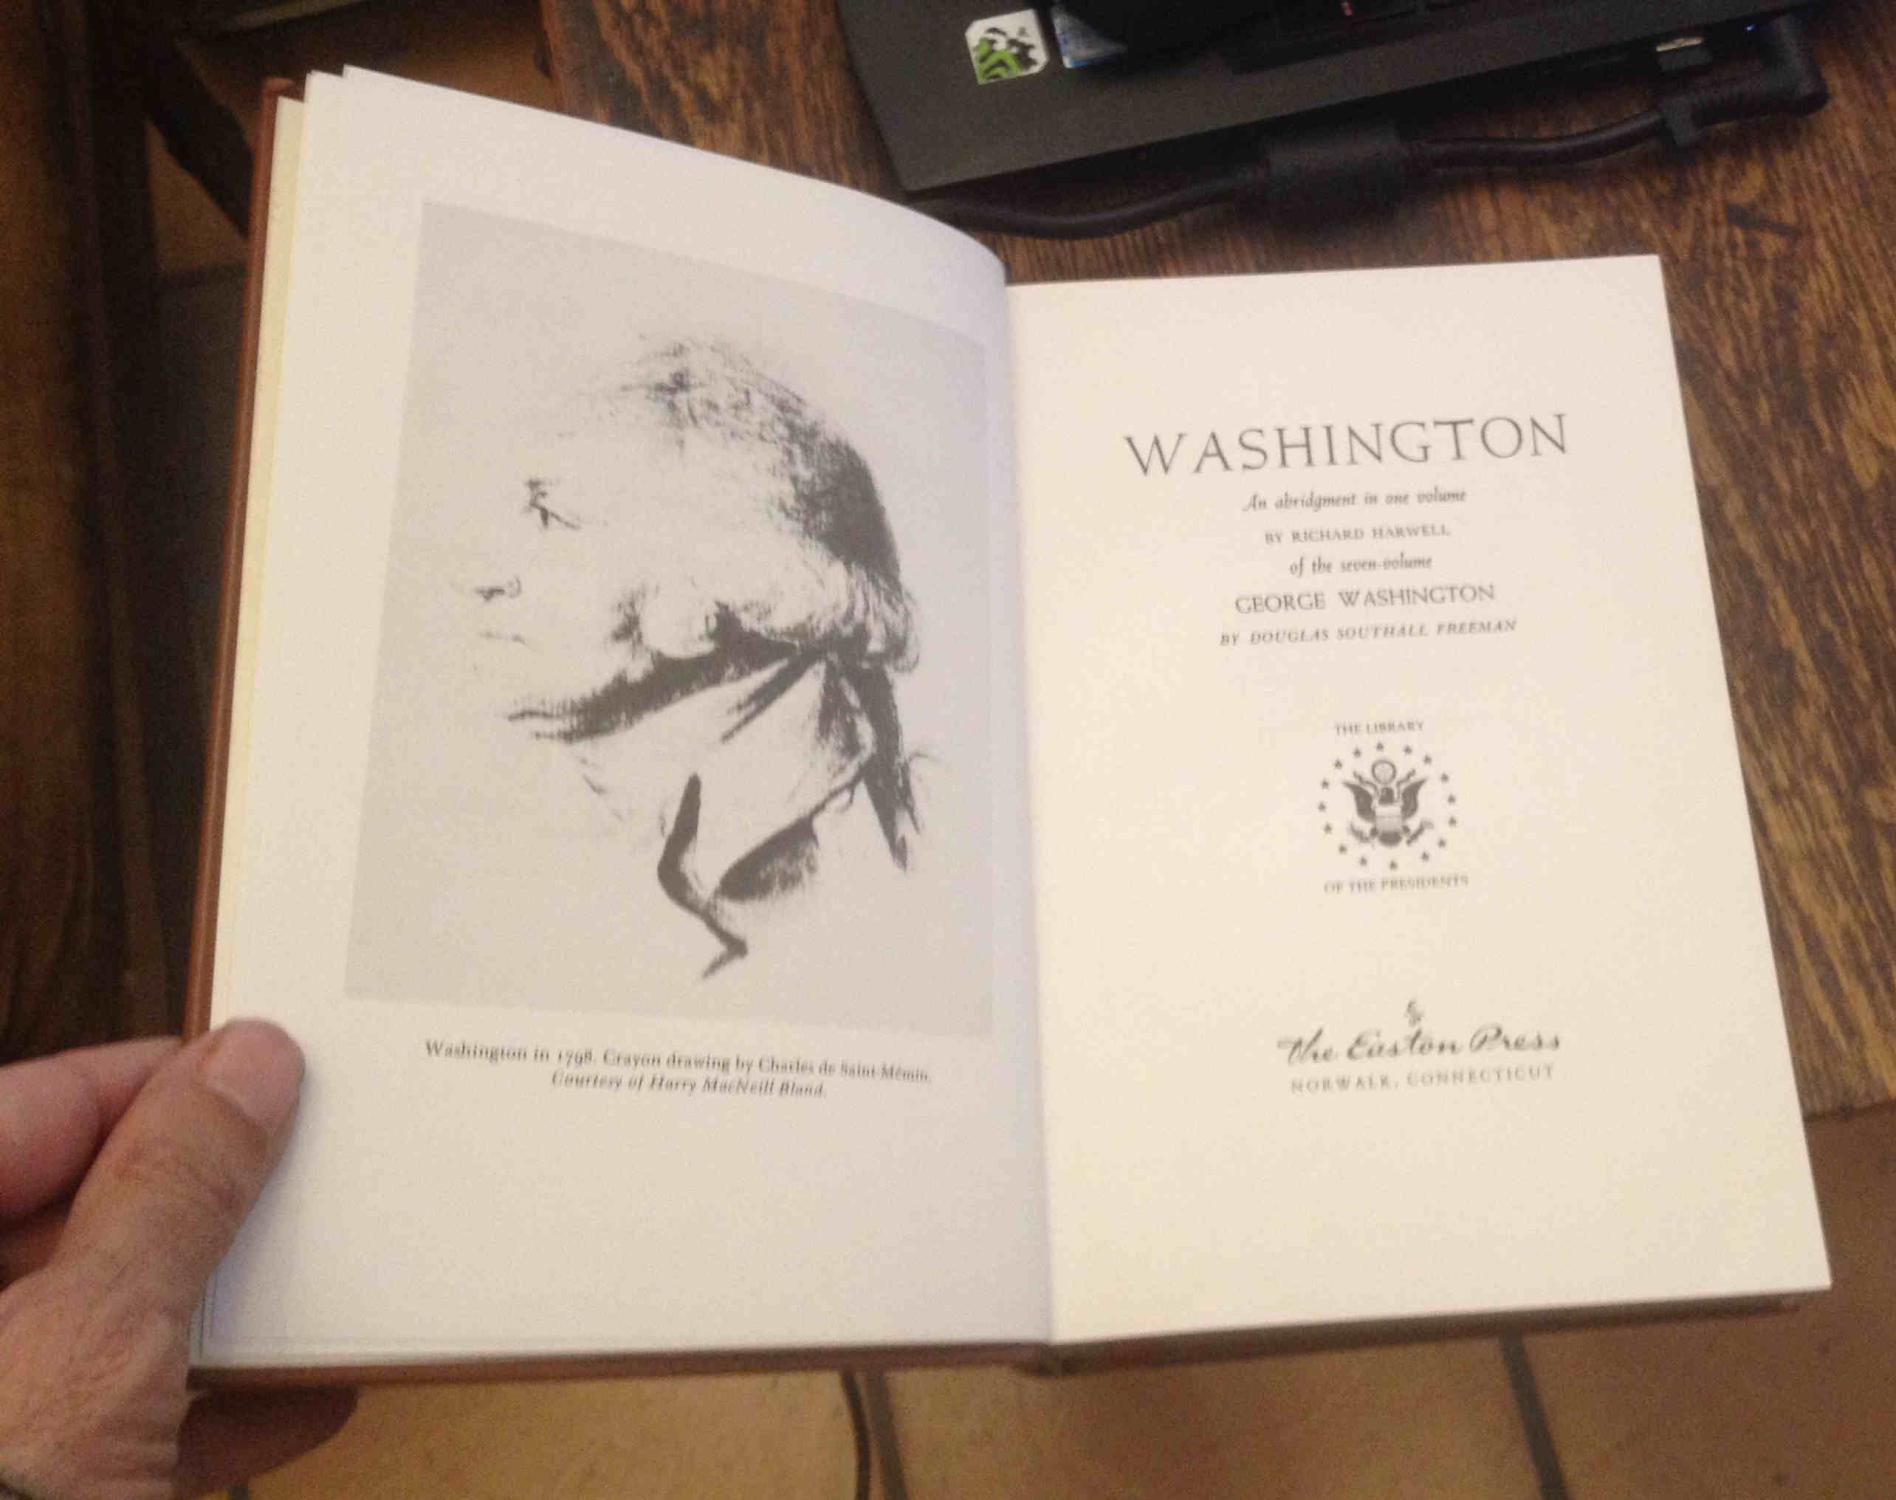 Washington in 1798. Crayon drawing by Charles de Saint-Mémin.
Courtesy of Harry MacNeill Bland.
WASHINGTON
An abridgment in one volume
BY RICHARD HARWELL
of the seven-volume
GEORGE WASHINGTON
BY DOUGLAS SOUTHALL FREEMAN
THE LIBRARY
OF THE PRESIDENTS
The Easton Press
NORWALK, CONNECTICUT